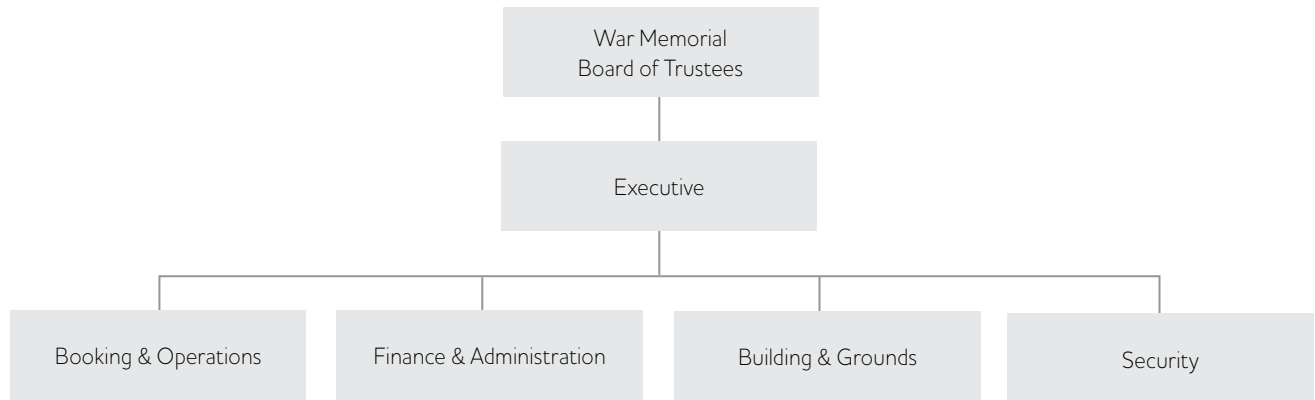 War Memorial
Board of Trustees
Executive
Booking & Operations
Finance & Administration
Building & Grounds
Security